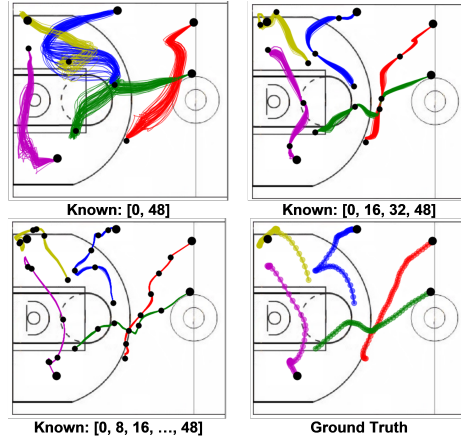 Known: [0, 48]
Known: [0, 16, 32, 48]
Known: [0, 8, 16, ..., 48]
Ground Truth